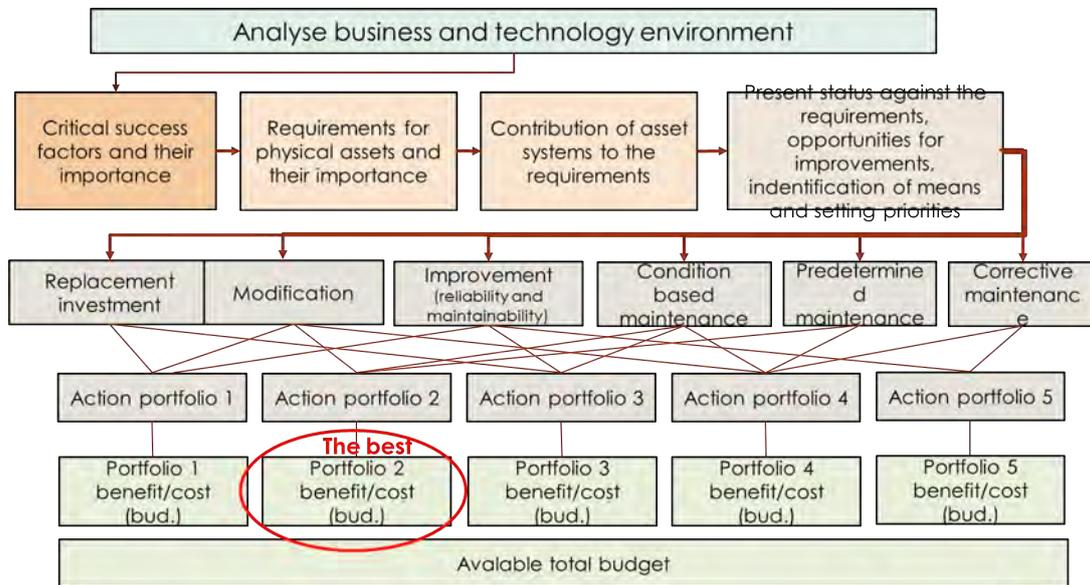 Analyse business and technology environment
Critical success
factors and their
importance
Requirements for
physical assets and
their importance
Contribution of asset
systems to the
requirements
Present status against the
requirements,
opportunities for
improvements,
indentification of means
and setting priorities
Replacement
investment
Modification
Improvement
(reliability and
maintainability)
Condition
based
maintenance
Predetermine
d
maintenance
Corrective
maintenanc
e
Action portfolio 1
Action portfolio 2
Action portfolio 3
Action portfolio 4
Action portfolio 5
The best
Portfolio 1
benefit/cost
(bud.)
Portfolio 2
benefit/cost
(bud.)
Portfolio 3
benefit/cost
(bud.)
Portfolio 4
benefit/cost
(bud.)
Portfolio 5
benefit/cost
(bud.)
Avalable total budget